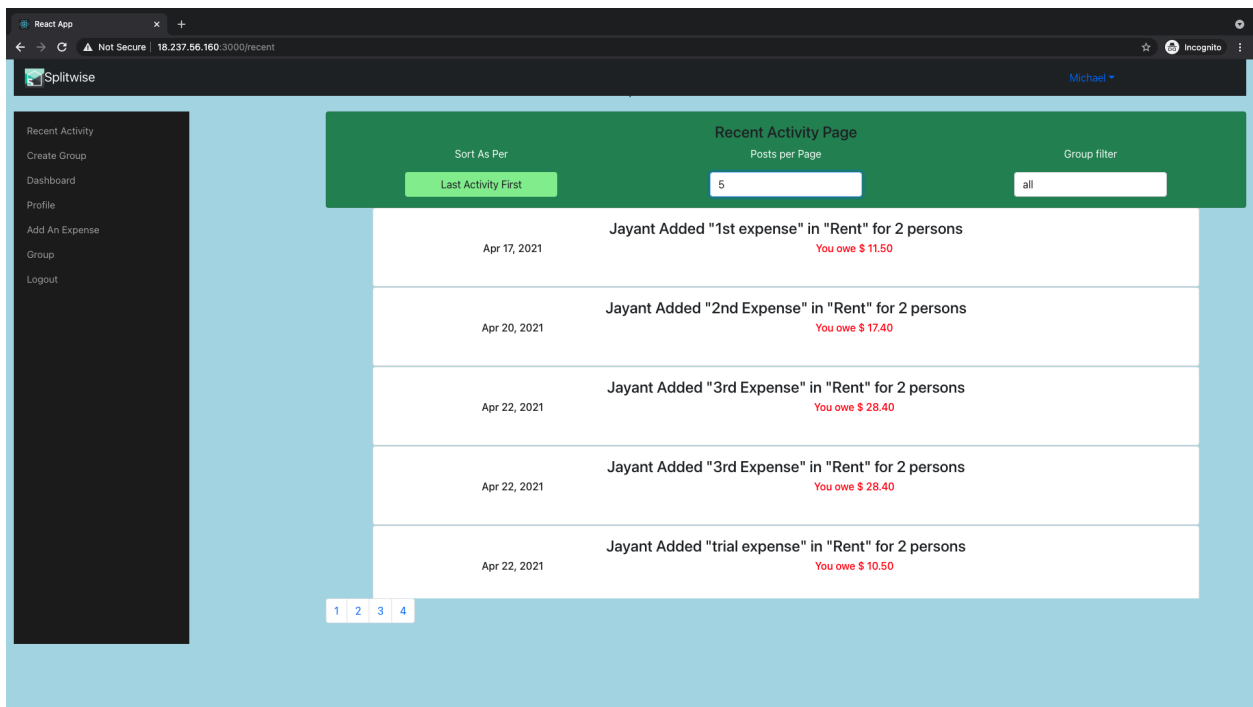 React App
Not Secure | 18.237.56.160:3000/recent
Incognito
Splitwise
Michael
Recent Activity
Create Group
Dashboard
Profile
Add An Expense
Group
Logout
Recent Activity Page
Sort As Per
Posts per Page
Group filter
Last Activity First
5
all
Jayant Added "1st expense" in "Rent" for 2 persons
Apr 17, 2021
You owe $ 11.50
Jayant Added "2nd Expense" in "Rent" for 2 persons
Apr 20, 2021
You owe $ 17.40
Jayant Added "3rd Expense" in "Rent" for 2 persons
Apr 22, 2021
You owe $ 28.40
Jayant Added "3rd Expense" in "Rent" for 2 persons
Apr 22, 2021
You owe $ 28.40
Jayant Added "trial expense" in "Rent" for 2 persons
Apr 22, 2021
You owe $ 10.50
1 2 3 4